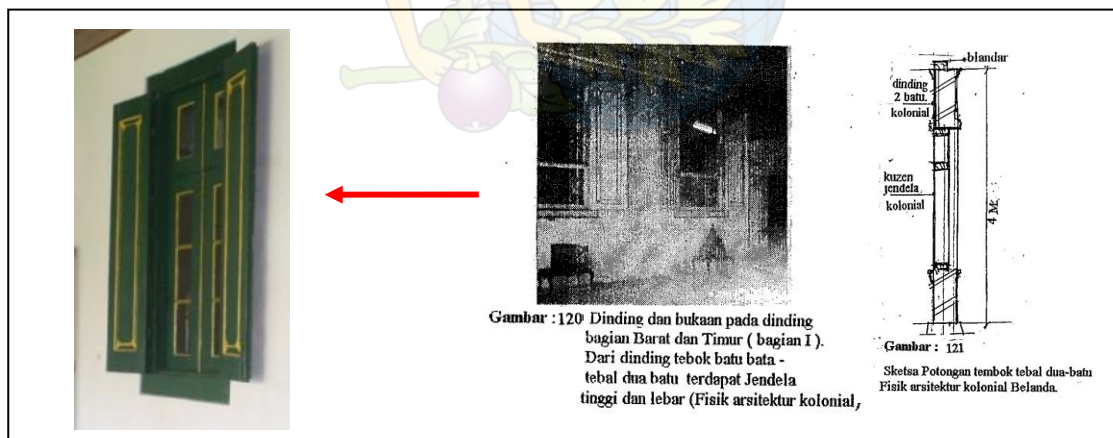 Gambar : 120 Dinding dan bukaan pada dinding
bagian Barat dan Timur ( bagian I ).
Dari dinding tebok batu bata -
tebal dua batu terdapat Jendela
tinggi dan lebar (Fisik arsitektur kolonial,
blandar
dinding
2 batu.
kolonial
kuzen
jendela
kolonial
4 Mt
Gambar : 121
Sketsa Potongan tembok tebal dua-batu
Fisik arsitektur kolonial Belanda.